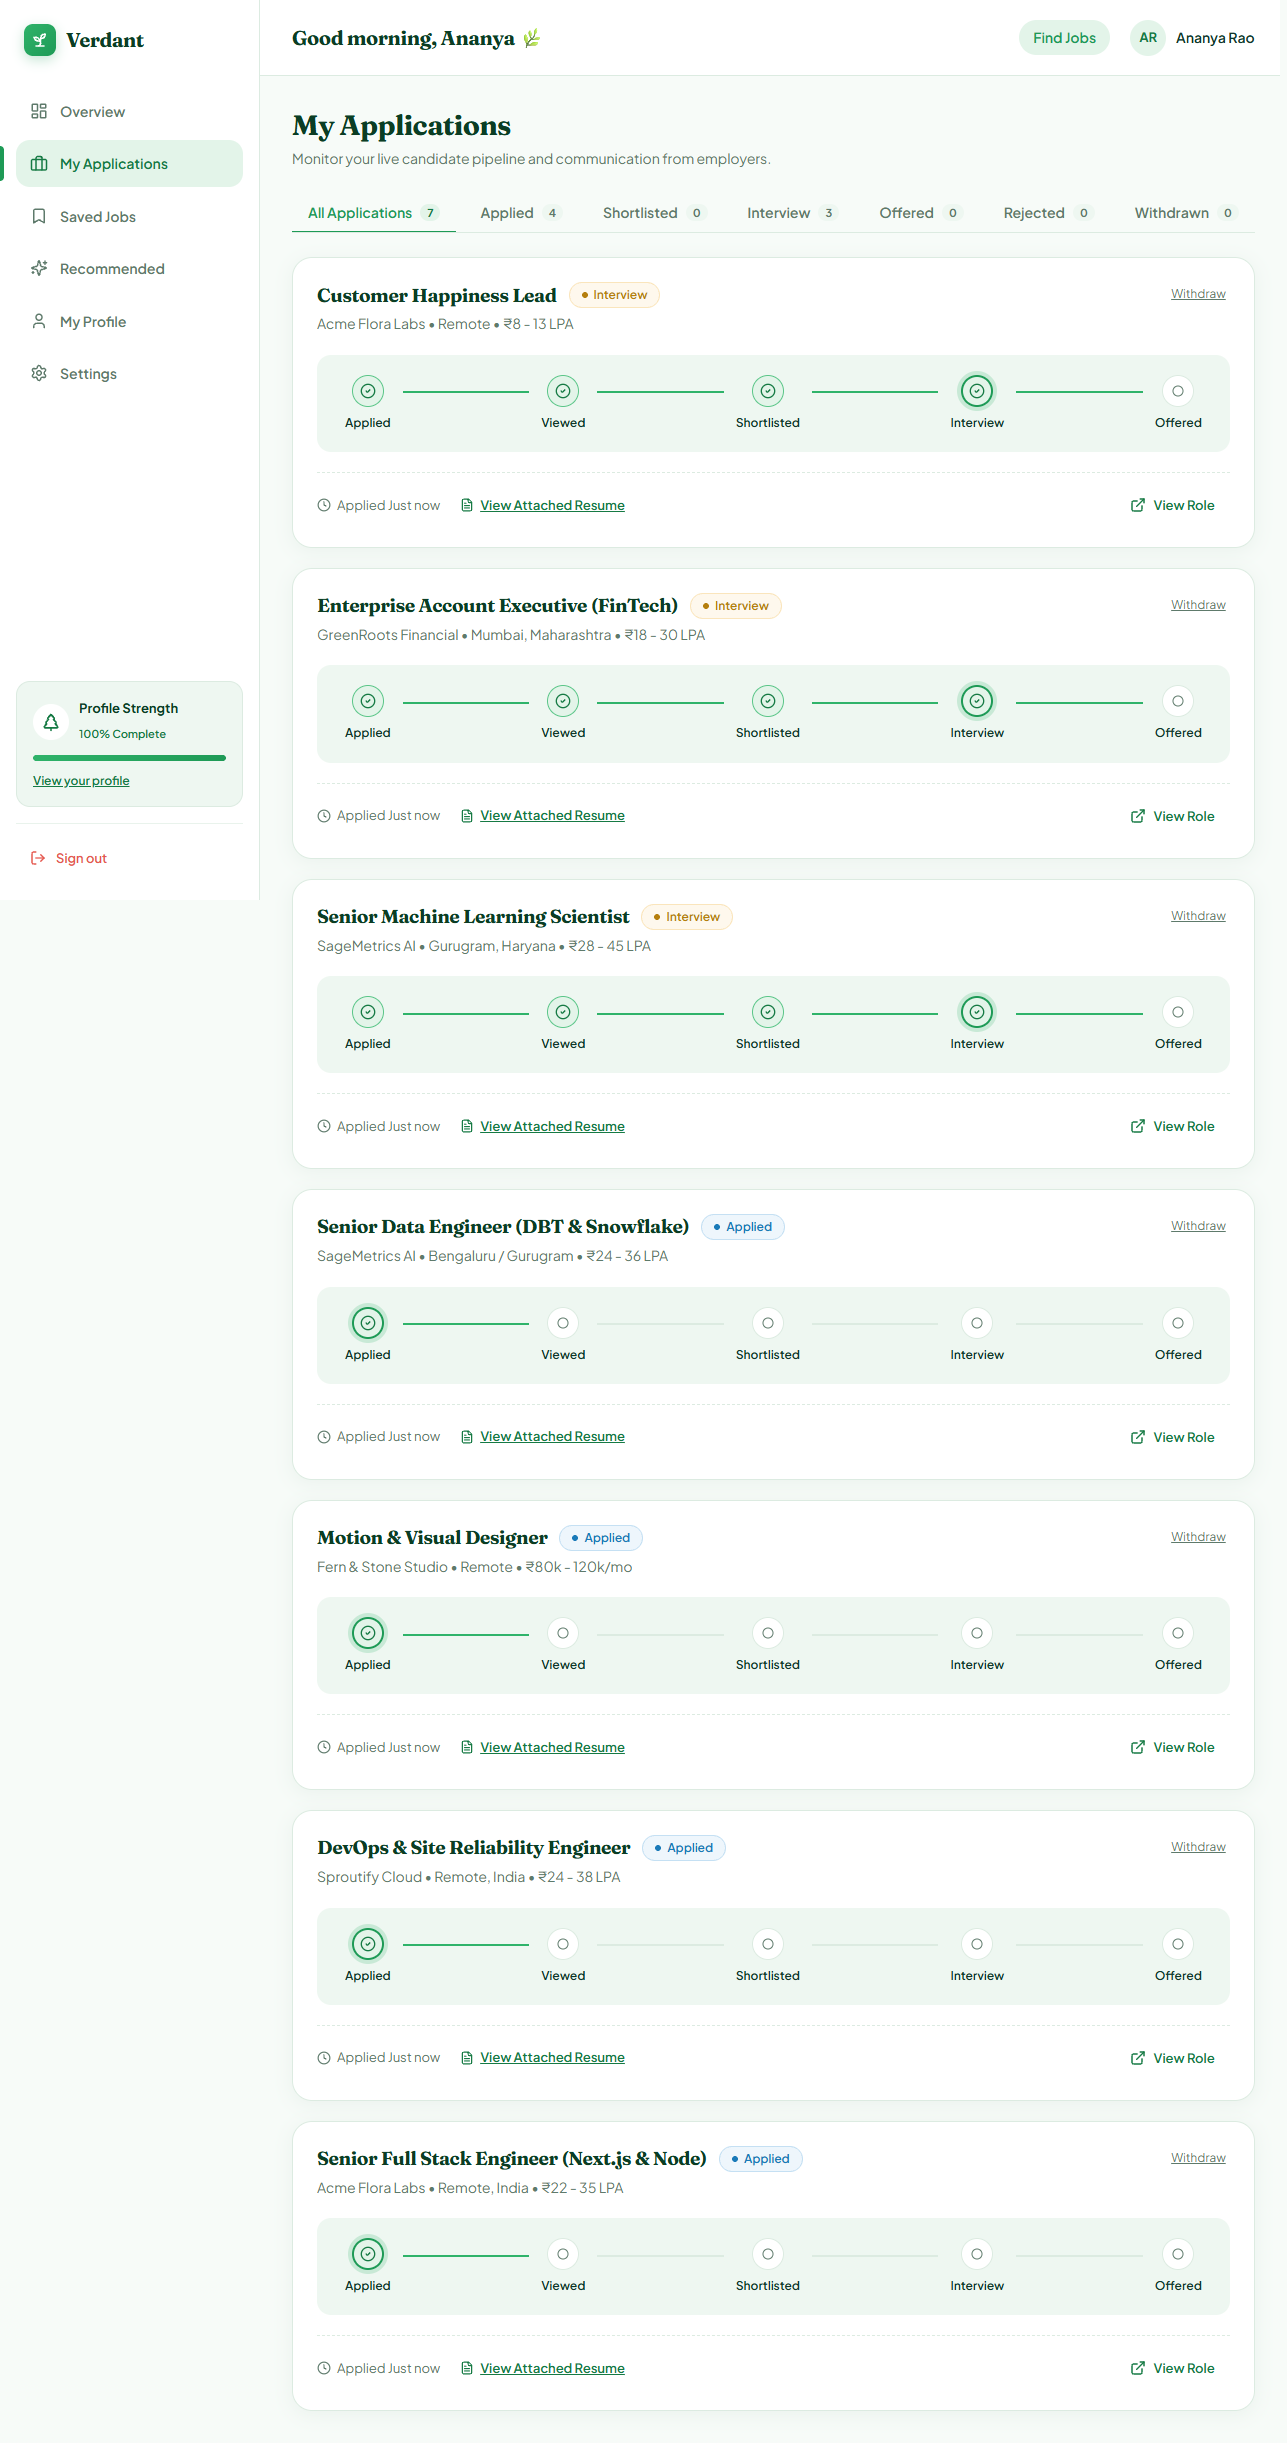 Verdant
Good morning, Ananya 🌿
Find Jobs
AR
Ananya Rao
Overview
My Applications
Saved Jobs
Recommended
My Profile
Settings
Profile Strength
100% Complete
View your profile
Sign out
My Applications
Monitor your live candidate pipeline and communication from employers.
All Applications 7 Applied 4 Shortlisted 0 Interview 3 Offered 0 Rejected 0 Withdrawn 0
Customer Happiness Lead • Interview Withdraw
Acme Flora Labs • Remote • ₹8 - 13 LPA
Applied Viewed Shortlisted Interview Offered
Applied Just now View Attached Resume View Role
Enterprise Account Executive (FinTech) • Interview Withdraw
GreenRoots Financial • Mumbai, Maharashtra • ₹18 - 30 LPA
Applied Viewed Shortlisted Interview Offered
Applied Just now View Attached Resume View Role
Senior Machine Learning Scientist • Interview Withdraw
SageMetrics AI • Gurugram, Haryana • ₹28 - 45 LPA
Applied Viewed Shortlisted Interview Offered
Applied Just now View Attached Resume View Role
Senior Data Engineer (DBT & Snowflake) • Applied Withdraw
SageMetrics AI • Bengaluru / Gurugram • ₹24 - 36 LPA
Applied Viewed Shortlisted Interview Offered
Applied Just now View Attached Resume View Role
Motion & Visual Designer • Applied Withdraw
Fern & Stone Studio • Remote • ₹80k - 120k/mo
Applied Viewed Shortlisted Interview Offered
Applied Just now View Attached Resume View Role
DevOps & Site Reliability Engineer • Applied Withdraw
Sproutify Cloud • Remote, India • ₹24 - 38 LPA
Applied Viewed Shortlisted Interview Offered
Applied Just now View Attached Resume View Role
Senior Full Stack Engineer (Next.js & Node) • Applied Withdraw
Acme Flora Labs • Remote, India • ₹22 - 35 LPA
Applied Viewed Shortlisted Interview Offered
Applied Just now View Attached Resume View Role